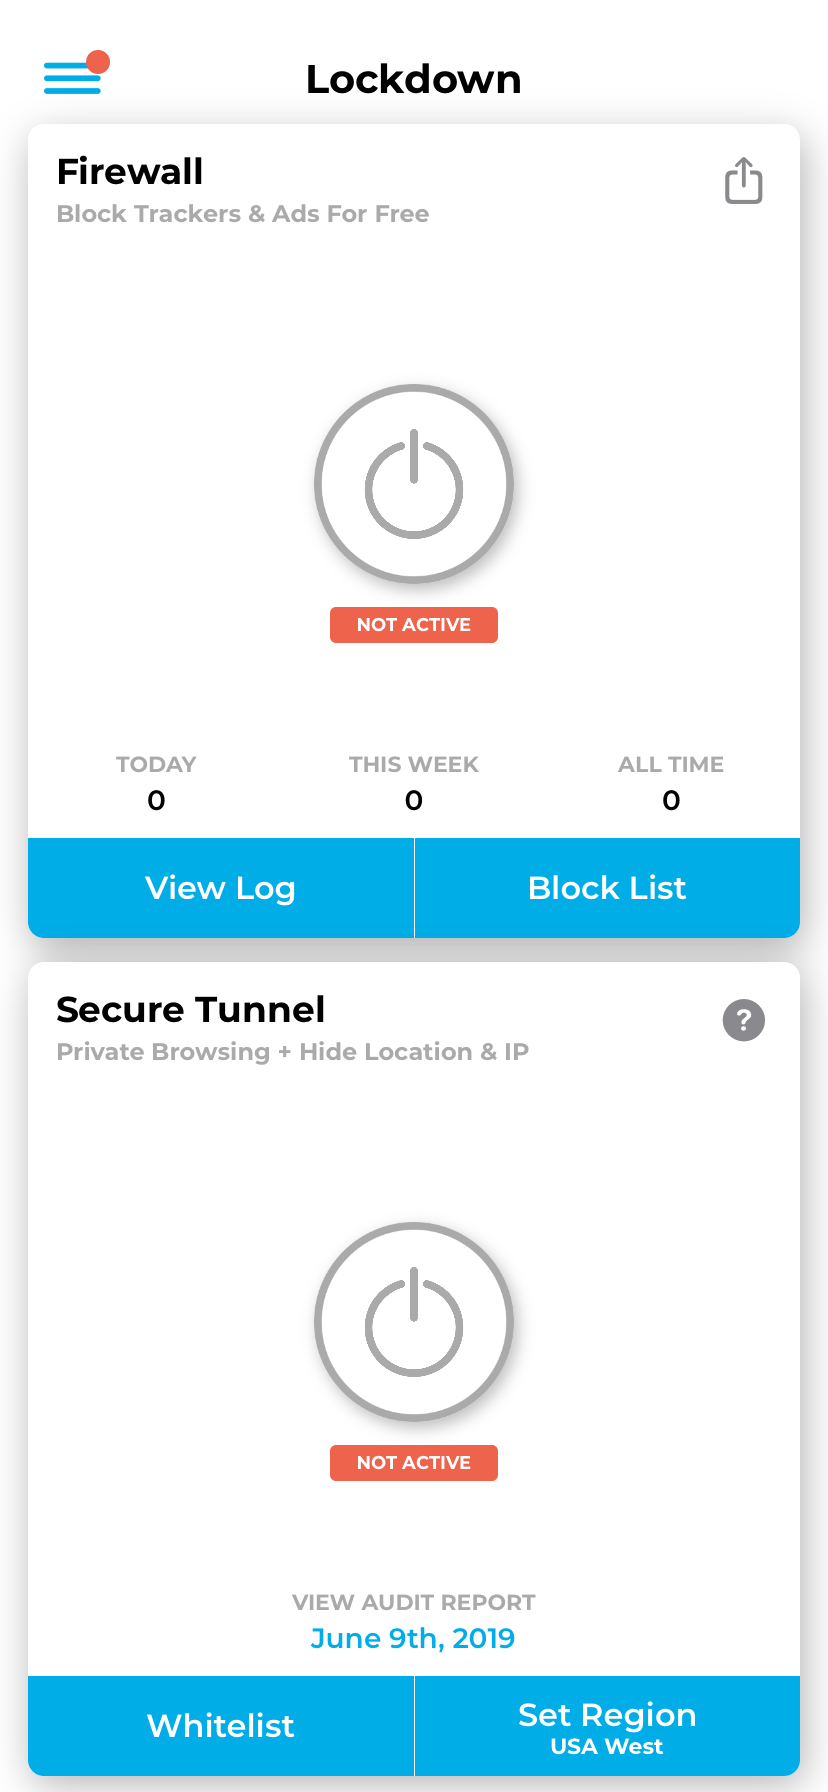 Lockdown
Firewall
Block Trackers & Ads For Free
NOT ACTIVE
TODAY THIS WEEK ALL TIME
0 0 0
View Log Block List
Secure Tunnel
?
Private Browsing + Hide Location & IP
NOT ACTIVE
VIEW AUDIT REPORT
June 9th, 2019
Whitelist Set Region
USA West